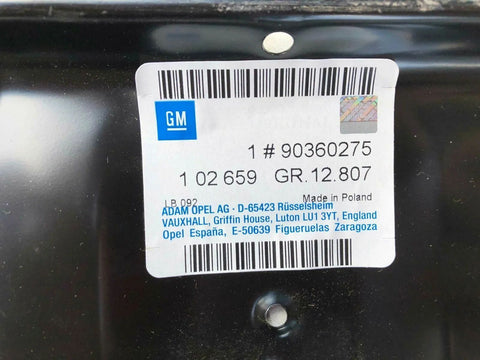 GM
1 # 90360275
1 02 659 GR.12.807
LB 092 Made in Poland
ADAM OPEL AG · D-65423 Rüsselsheim
VAUXHALL, Griffin House, Luton LU1 3YT, England
Opel España, E-50639 Figueruelas Zaragoza